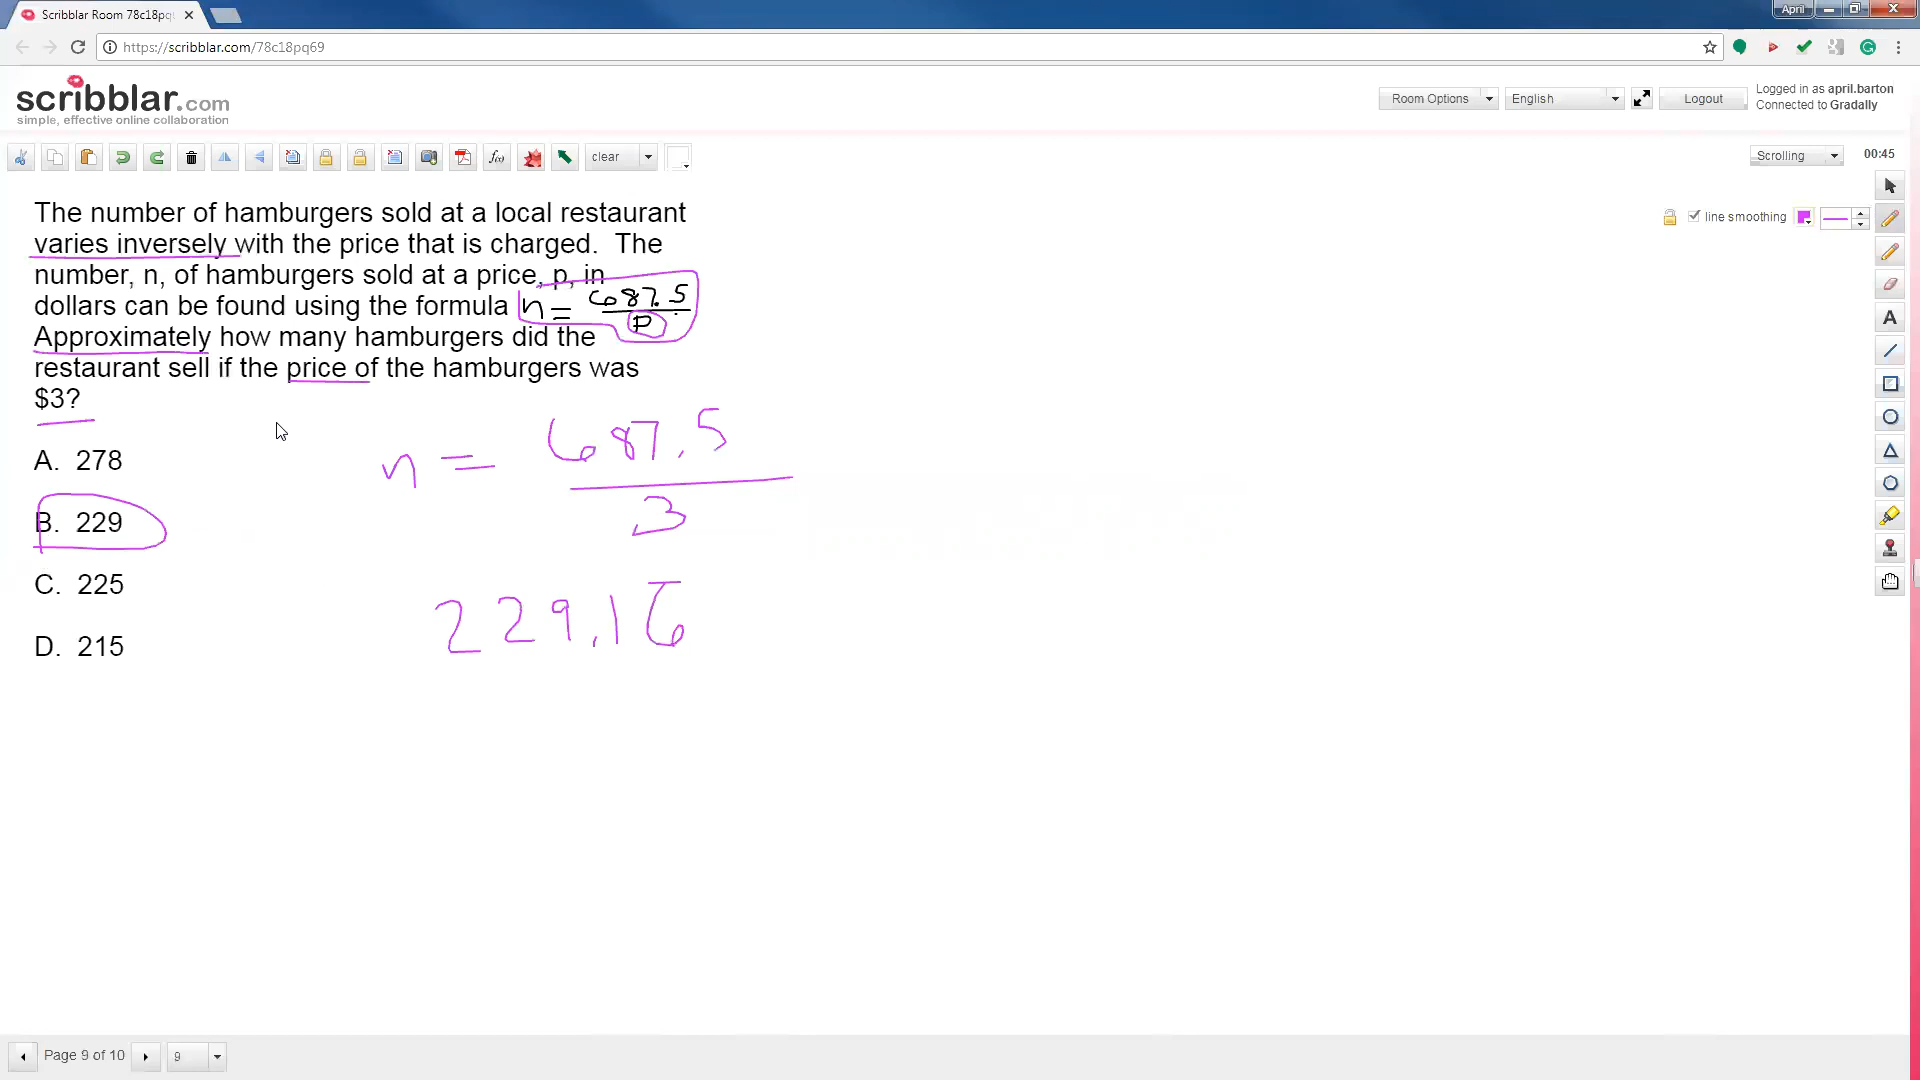 Scribblar Room 78c18pq
April
https://scribblar.com/78c18pq69
scribblar.com
simple, effective online collaboration
Room Options
English
Logout
Logged in as april.barton
Connected to Gradally
f(x)
clear
Scrolling
00:45
line smoothing
The number of hamburgers sold at a local restaurant
varies inversely with the price that is charged. The
number, n, of hamburgers sold at a price, p, in
dollars can be found using the formula n = 687.5 / p.
Approximately how many hamburgers did the
restaurant sell if the price of the hamburgers was
$3?
n = 687.5 / 3
A. 278
B. 229
C. 225
229.16̅
D. 215
A
Page 9 of 10
9